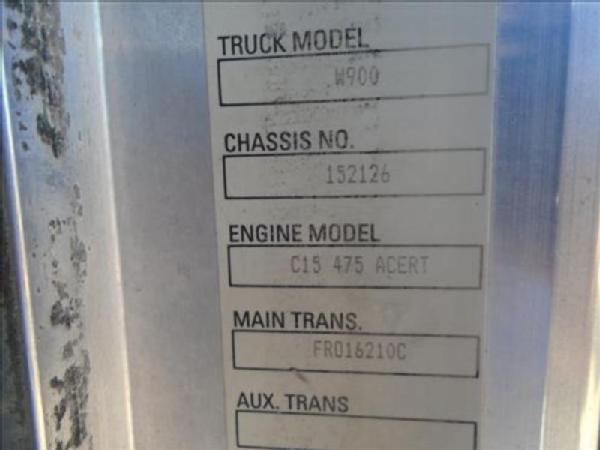 TRUCK MODEL
W900
CHASSIS NO.
152126
ENGINE MODEL
C15 475 ACERT
MAIN TRANS.
FRO16210C
AUX. TRANS